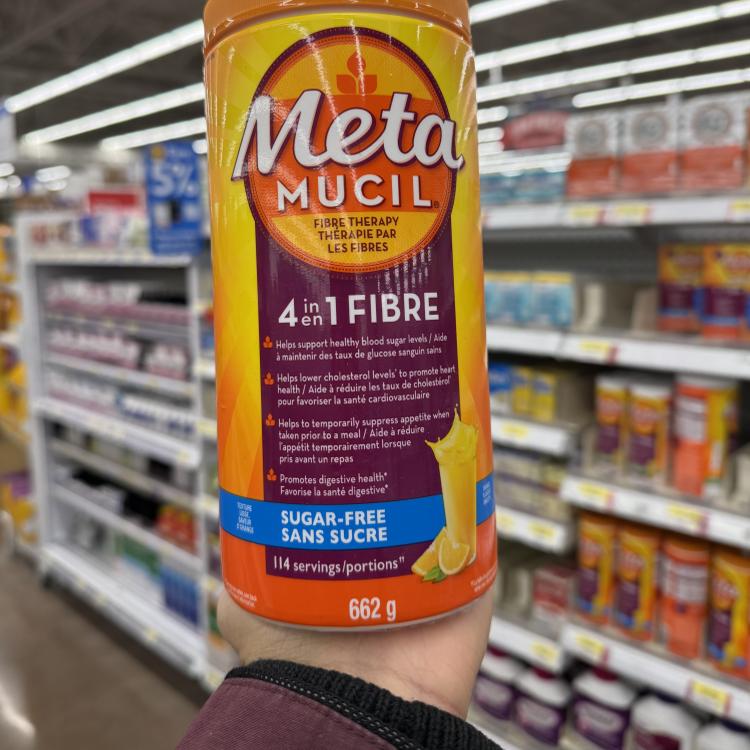 Meta
MUCIL®
FIBRE THERAPY
THÉRAPIE PAR
LES FIBRES
4 in en 1 FIBRE
Helps support healthy blood sugar levels / Aide
à maintenir des taux de glucose sanguin sains
Helps lower cholesterol levels* to promote heart
health / Aide à réduire les taux de cholestérol*
pour favoriser la santé cardiovasculaire
Helps to temporarily suppress appetite when
taken prior to a meal / Aide à réduire
l'appétit temporairement lorsque
pris avant un repas
Promotes digestive health*
Favorise la santé digestive*
SUGAR-FREE
SANS SUCRE
114 servings/portions††
662 g
5%